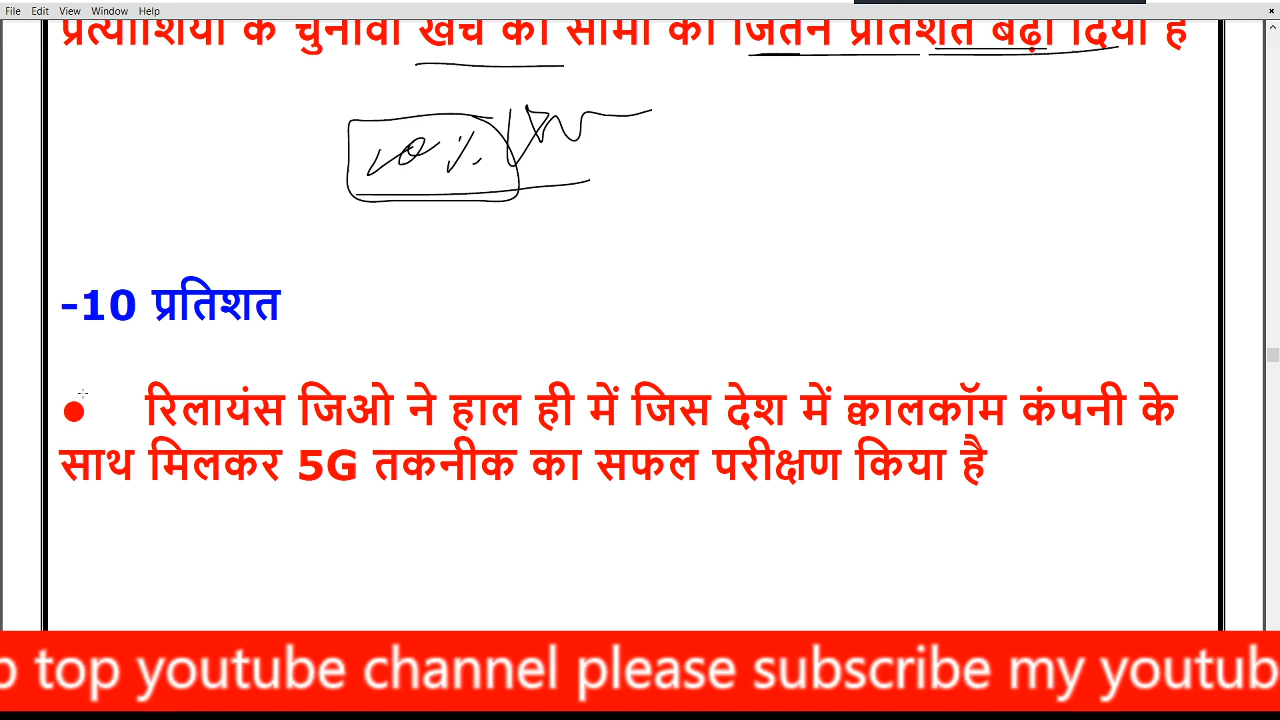 File Edit View Window Help
प्रत्याशियों के चुनावी खर्च की सीमा को जितने प्रतिशत बढ़ा दिया है
10 %
-10 प्रतिशत
● रिलायंस जिओ ने हाल ही में जिस देश में क्वालकॉम कंपनी के
साथ मिलकर 5G तकनीक का सफल परीक्षण किया है
top youtube channel please subscribe my youtub